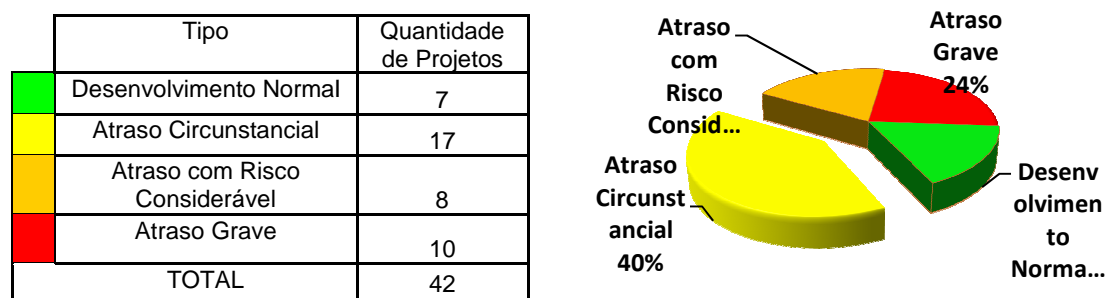 Tipo
Quantidade
de Projetos
Desenvolvimento Normal
7
Atraso Circunstancial
17
Atraso com Risco
Considerável
8
Atraso Grave
10
TOTAL
42
Atraso
com
Risco
Consid...
Atraso
Grave
24%
Atraso
Circunst
ancial
40%
Desenv
olvimen
to
Norma...